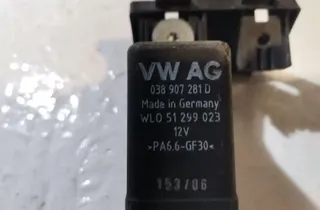 VW AG
038 907 281 D
Made in Germany
WLO 51 299 023
12V
>PA6.6-GF30<
153/06